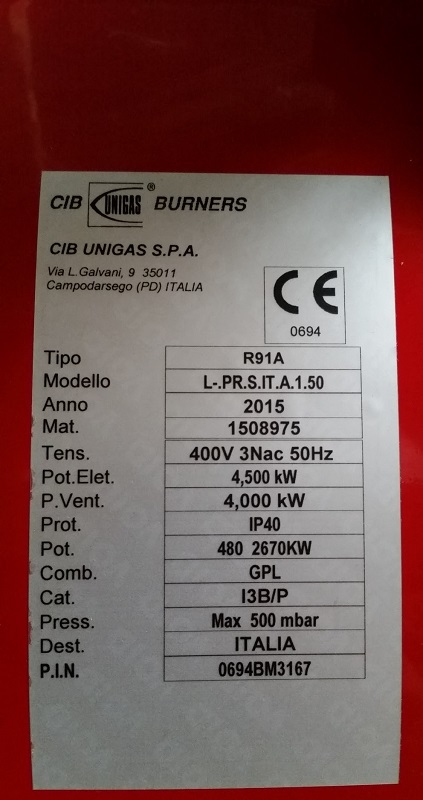 CIB UNIGAS® BURNERS
CIB UNIGAS S.P.A.
Via L.Galvani, 9 35011
Campodarsego (PD) ITALIA
CE
0694
Tipo R91A
Modello L-.PR.S.IT.A.1.50
Anno 2015
Mat. 1508975
Tens. 400V 3Nac 50Hz
Pot.Elet. 4,500 kW
P.Vent. 4,000 kW
Prot. IP40
Pot. 480 2670KW
Comb. GPL
Cat. I3B/P
Press. Max 500 mbar
Dest. ITALIA
P.I.N. 0694BM3167